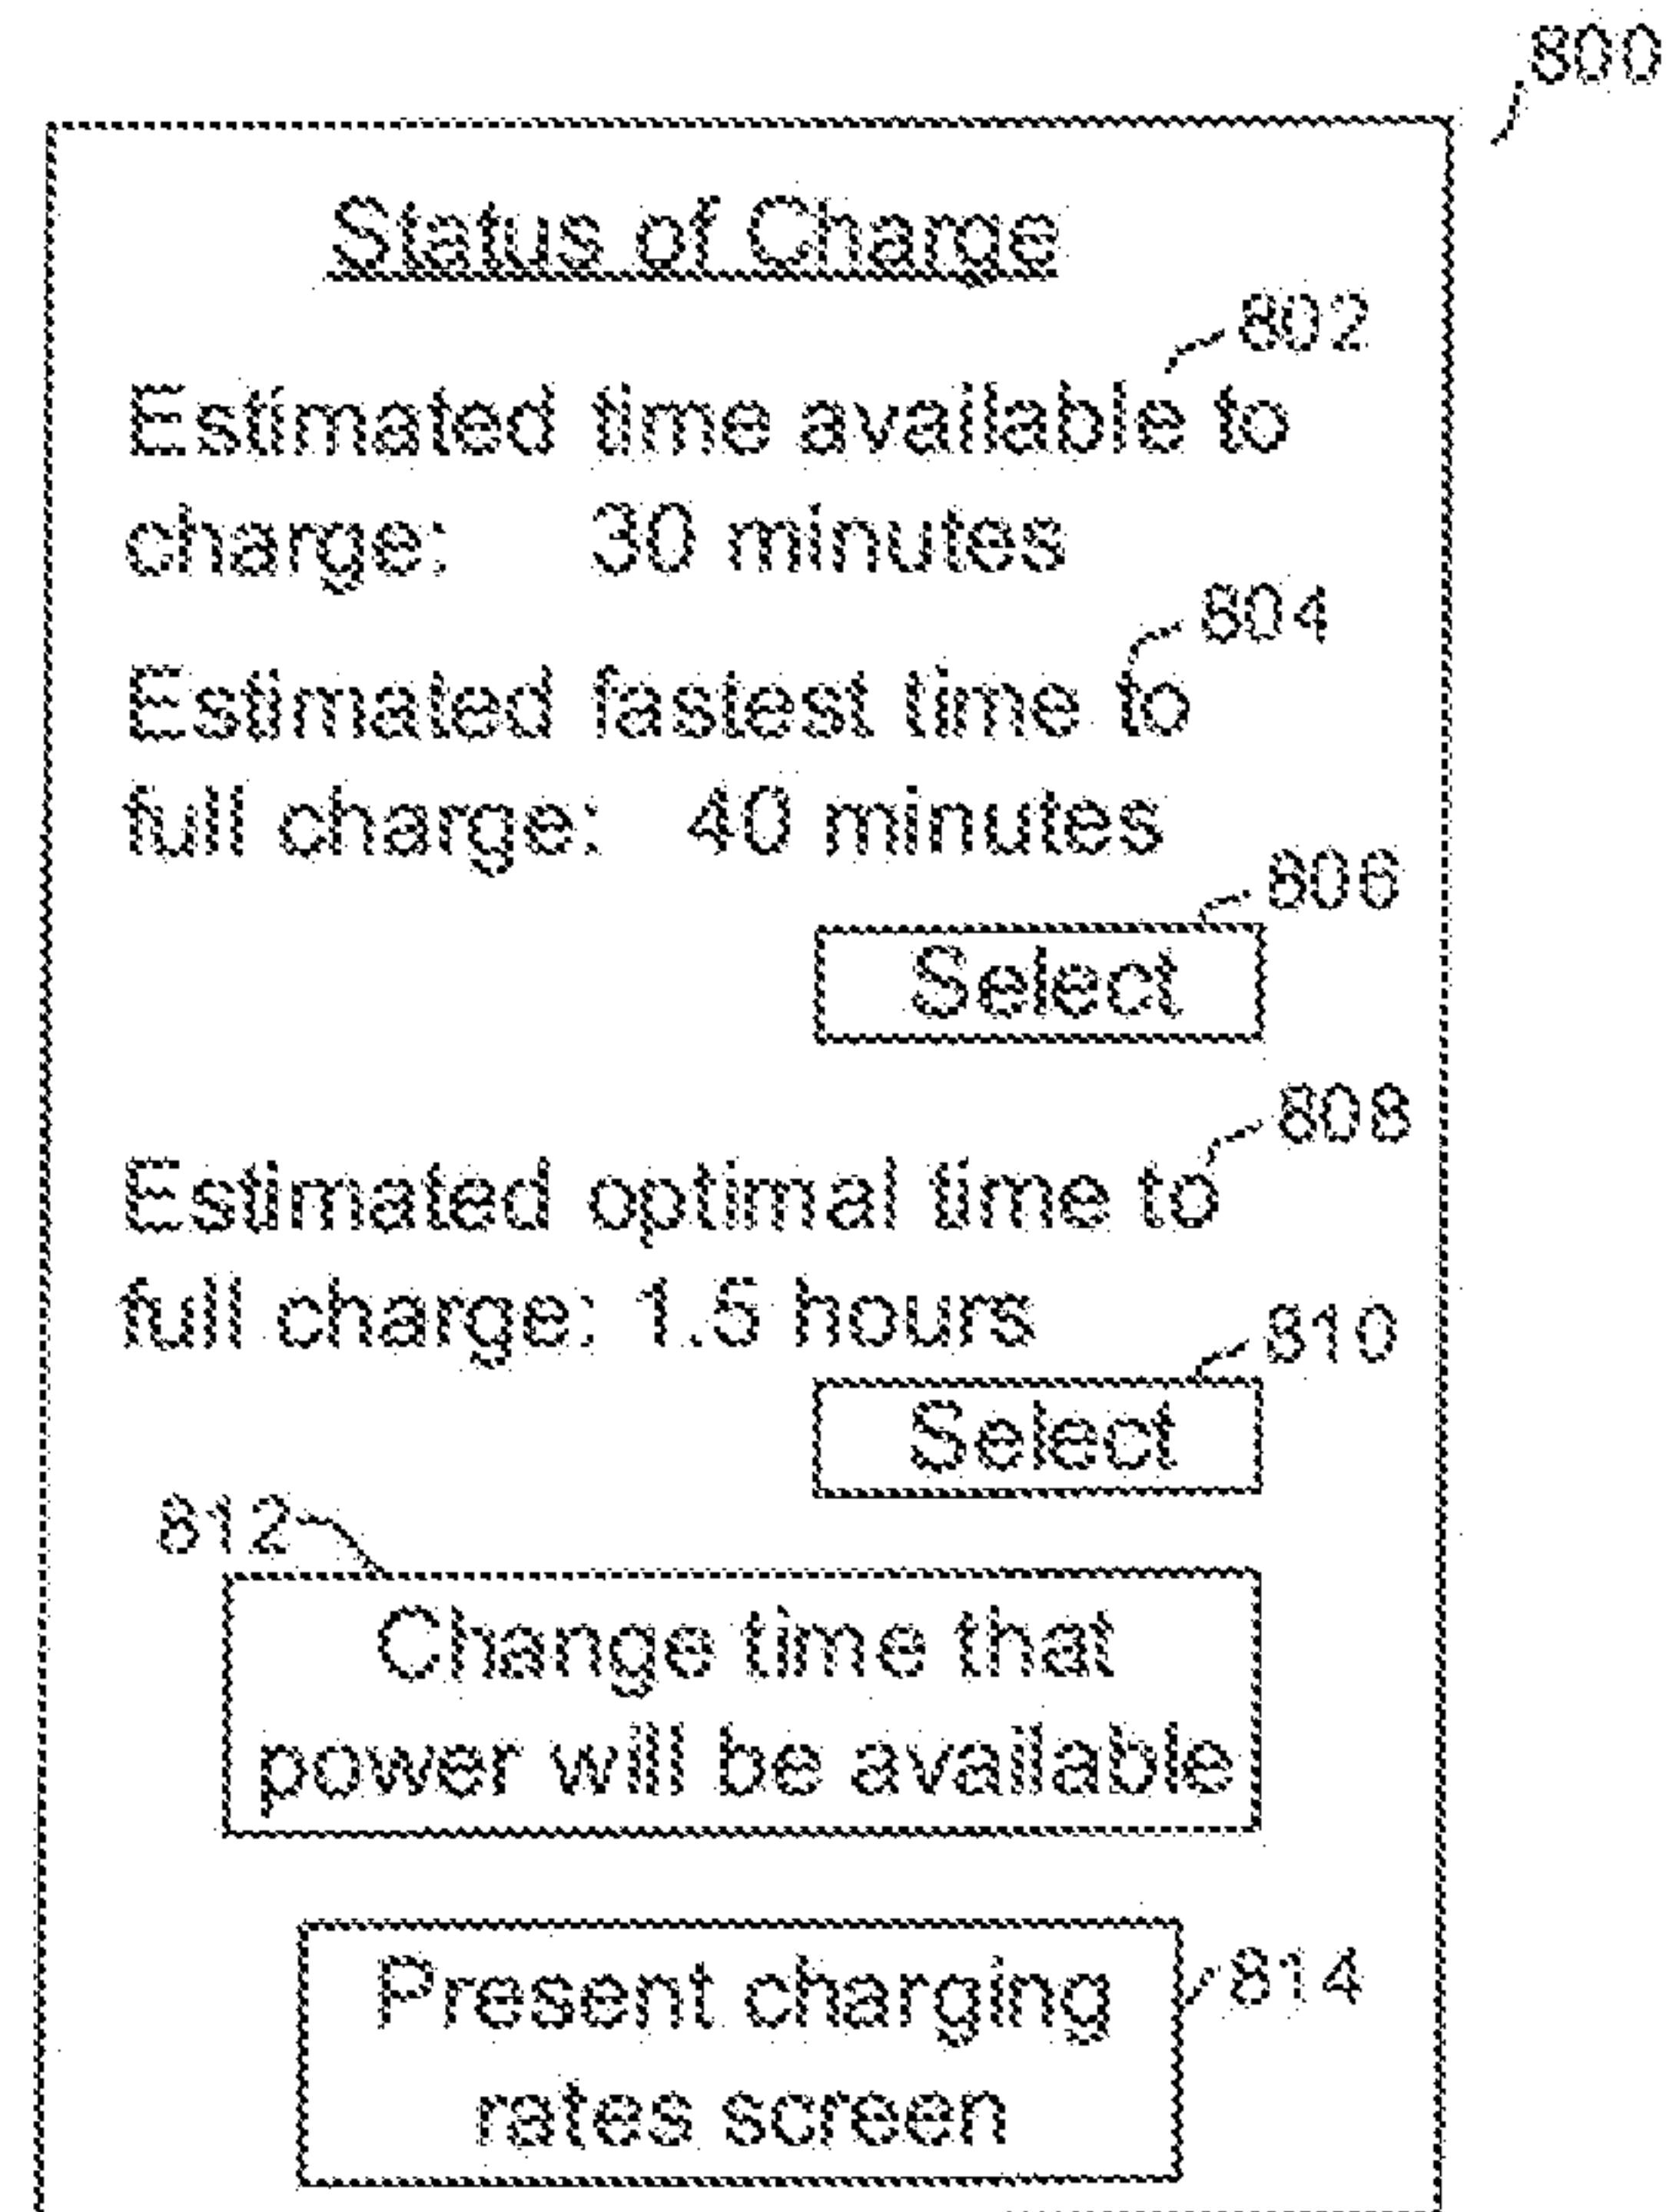 800
Status of Charge
802
Estimated time available to
charge: 30 minutes
804
Estimated fastest time to
full charge: 40 minutes
806
Select
808
Estimated optimal time to
full charge: 1.5 hours
810
Select
812
Change time that
power will be available
Present charging
814
rates screen